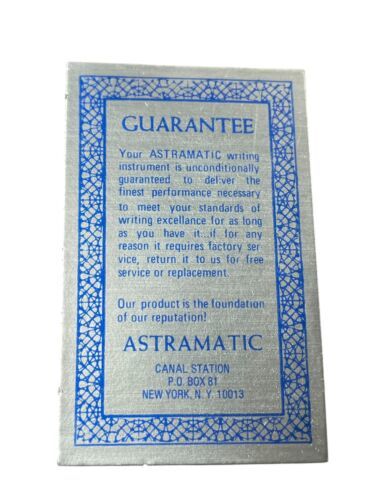 GUARANTEE
Your ASTRAMATIC writing
instrument is unconditionally
guaranteed to deliver the
finest performance necessary
to meet your standards of
writing excellence for as long
as you have it...if for any
reason it requires factory ser
vice, return it to us for free
service or replacement.
Our product is the foundation
of our reputation!
ASTRAMATIC
CANAL STATION
P.O. BOX 81
NEW YORK, N.Y. 10013